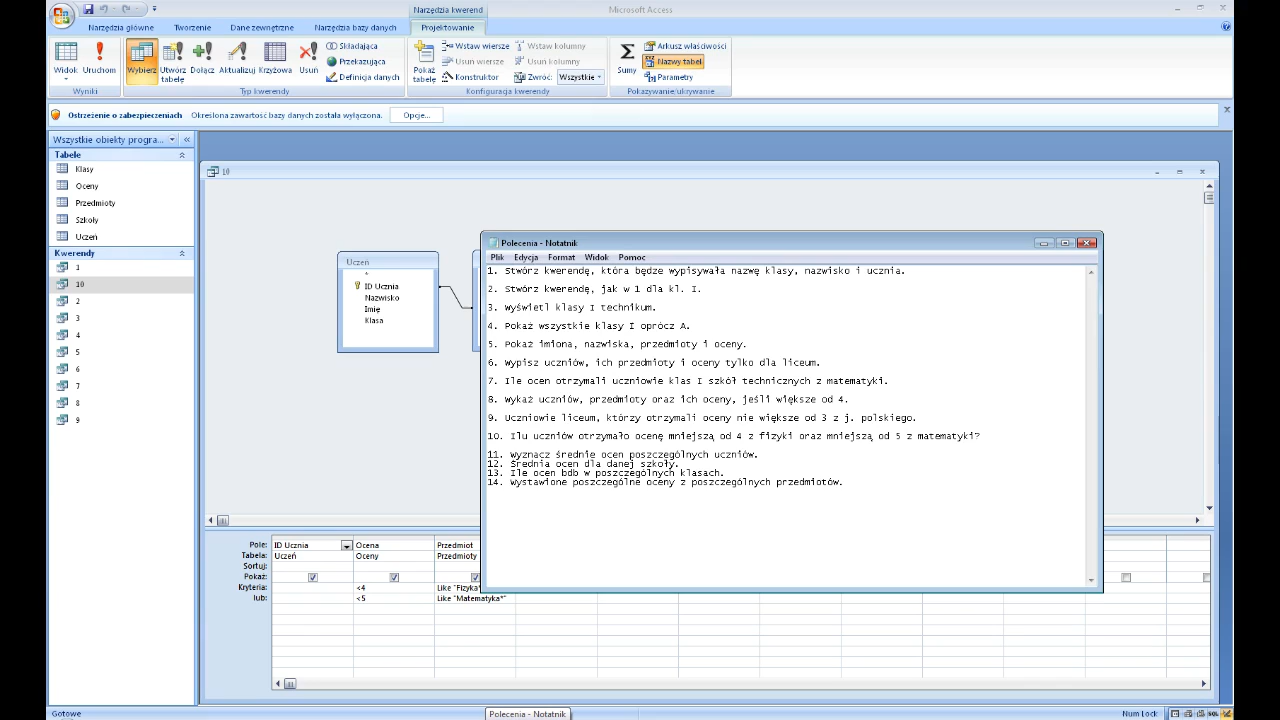 Narzędzia kwerend
Microsoft Access
Narzędzia główne Tworzenie Dane zewnętrzne Narzędzia bazy danych Projektowanie
Widok Uruchom Wybierz Utwórz tabelę Dołącz Aktualizuj Krzyżowa Usuń
Składająca
Przekazująca
Definicja danych
Pokaż tabelę
Wstaw wiersze Wstaw kolumny
Usuń wiersze Usuń kolumny
Konstruktor Zwróć: Wszystkie
Sumy
Arkusz właściwości
Nazwy tabel
Parametry
Wyniki Typ kwerendy Konfiguracja kwerendy Pokazywanie/ukrywanie
Ostrzeżenie o zabezpieczeniach Określona zawartość bazy danych została wyłączona. Opcje...
Wszystkie obiekty progra...
Tabele
Klasy
Oceny
Przedmioty
Szkoły
Uczeń
Kwerendy
1
10
2
3
4
5
6
7
8
9
10
Uczeń
*
ID Ucznia
Nazwisko
Imię
Klasa
Polecenia - Notatnik
Plik Edycja Format Widok Pomoc
1. Stwórz kwerendę, która będze wypisywała nazwę klasy, nazwisko i ucznia.
2. Stwórz kwerendę, jak w 1 dla kl. I.
3. Wyświetl klasy I technikum.
4. Pokaż wszystkie klasy I oprócz A.
5. Pokaż imiona, nazwiska, przedmioty i oceny.
6. Wypisz uczniów, ich przedmioty i oceny tylko dla liceum.
7. Ile ocen otrzymali uczniowie klas I szkół technicznych z matematyki.
8. Wykaż uczniów, przedmioty oraz ich oceny, jeśli większe od 4.
9. Uczniowie liceum, którzy otrzymali oceny nie większe od 3 z j. polskiego.
10. Ilu uczniów otrzymało ocenę mniejszą od 4 z fizyki oraz mniejszą od 5 z matematyki?
11. Wyznacz średnie ocen poszczególnych uczniów.
12. Średnia ocen dla danej szkoły.
13. Ile ocen bdb w poszczególnych klasach.
14. Wystawione poszczególne oceny z poszczególnych przedmiotów.
Pole: ID Ucznia Ocena Przedmiot
Tabela: Uczeń Oceny Przedmioty
Sortuj:
Pokaż:
Kryteria: <4 Like "Fizyka*
lub: <5 Like "Matematyka*"
Gotowe
Polecenia - Notatnik
Num Lock
SQL